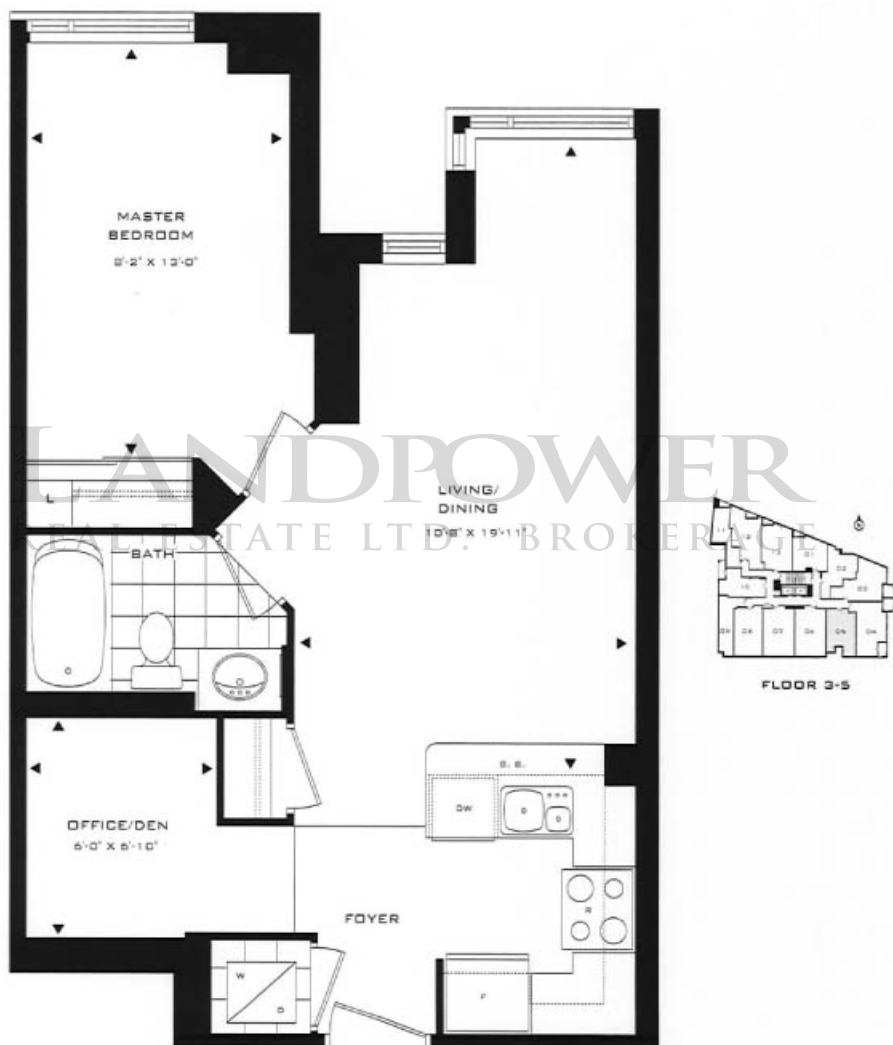 MASTER
BEDROOM
8'-2" X 13'-0"
LANDPOWER
REAL ESTATE LTD. BROKERAGE
L
LIVING/
DINING
10'-8" X 19'-11"
BATH
FLOOR 3-5
B. B.
DW
OFFICE/DEN
6'-0" X 6'-10"
FOYER
R
W
D
F